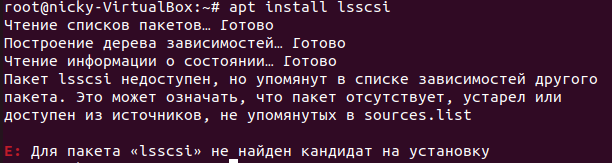 root@nicky-VirtualBox:~# apt install lsscsi
Чтение списков пакетов… Готово
Построение дерева зависимостей… Готово
Чтение информации о состоянии… Готово
Пакет lsscsi недоступен, но упомянут в списке зависимостей другого
пакета. Это может означать, что пакет отсутствует, устарел или
доступен из источников, не упомянутых в sources.list
E: Для пакета «lsscsi» не найден кандидат на установку